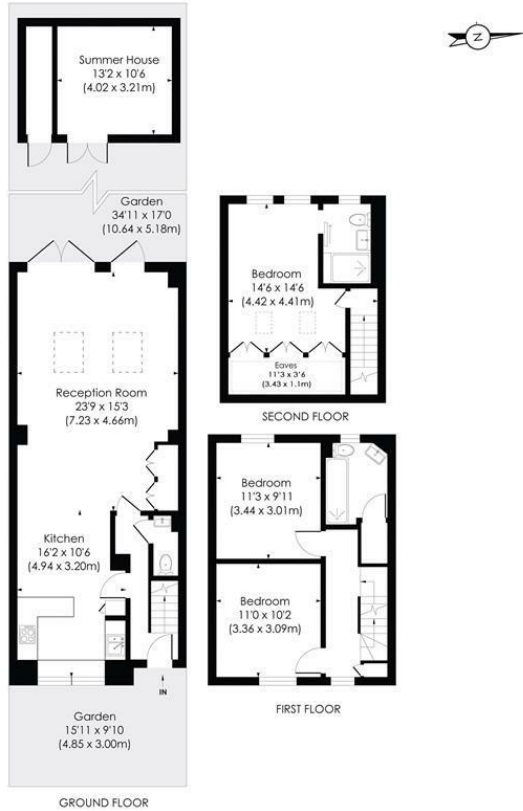 Summer House
13'2 x 10'6
(4.02 x 3.21m)
Garden
34'11 x 17'0
(10.64 x 5.18m)
Reception Room
23'9 x 15'3
(7.23 x 4.66m)
Kitchen
16'2 x 10'6
(4.94 x 3.20m)
IN
Garden
15'11 x 9'10
(4.85 x 3.00m)
GROUND FLOOR
Z
Bedroom
14'6 x 14'6
(4.42 x 4.41m)
Eaves
11'3 x 3'6
(3.43 x 1.1m)
SECOND FLOOR
Bedroom
11'3 x 9'11
(3.44 x 3.01m)
Bedroom
11'0 x 10'2
(3.36 x 3.09m)
FIRST FLOOR